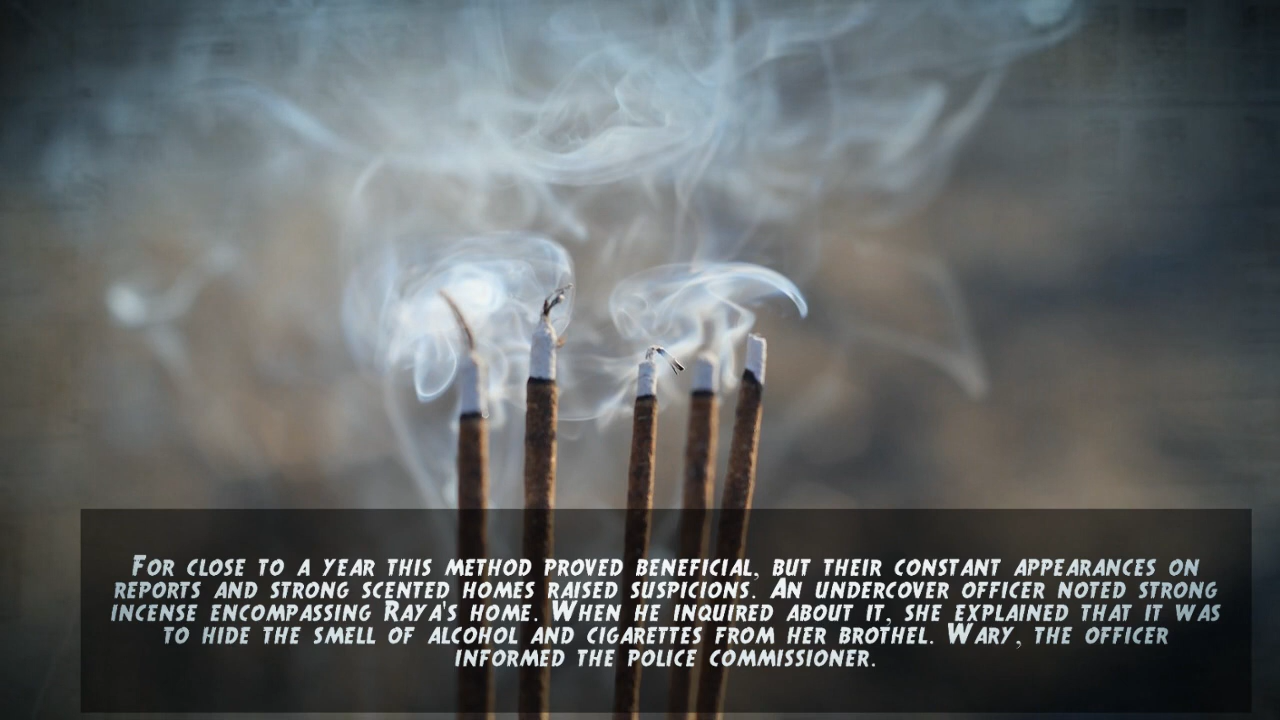 For close to a year this method proved beneficial, but their constant appearances on
reports and strong scented homes raised suspicions. An undercover officer noted strong
incense encompassing Raya's home. When he inquired about it, she explained that it was
to hide the smell of alcohol and cigarettes from her brothel. Wary, the officer
informed the police commissioner.